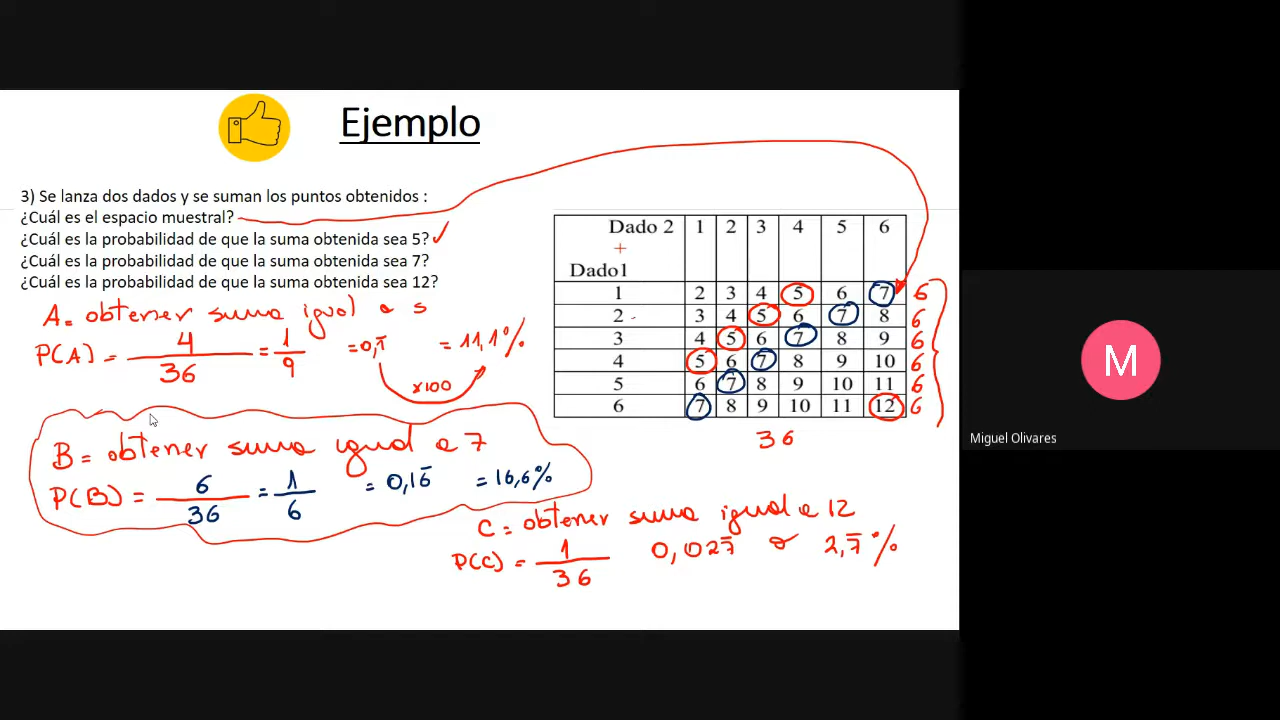 Ejemplo
3) Se lanza dos dados y se suman los puntos obtenidos :
¿Cuál es el espacio muestral?
¿Cuál es la probabilidad de que la suma obtenida sea 5?
¿Cuál es la probabilidad de que la suma obtenida sea 7?
¿Cuál es la probabilidad de que la suma obtenida sea 12?
A= obtener suma igual a 5
P(A) = 4/36 = 1/9 =0,1̅ = 11,1%
x100
B = obtener suma igual a 7
P(B) = 6/36 = 1/6 = 0,16̅ = 16,6%
C = obtener suma igual a 12
P(C) = 1/36 0,027̅ o 2,7̅%
Dado 2 1 2 3 4 5 6
+
Dado1
1 2 3 4 5 6 7 6
2 3 4 5 6 7 8 6
3 4 5 6 7 8 9 6
4 5 6 7 8 9 10 6
5 6 7 8 9 10 11 6
6 7 8 9 10 11 12 6
36
M
Miguel Olivares